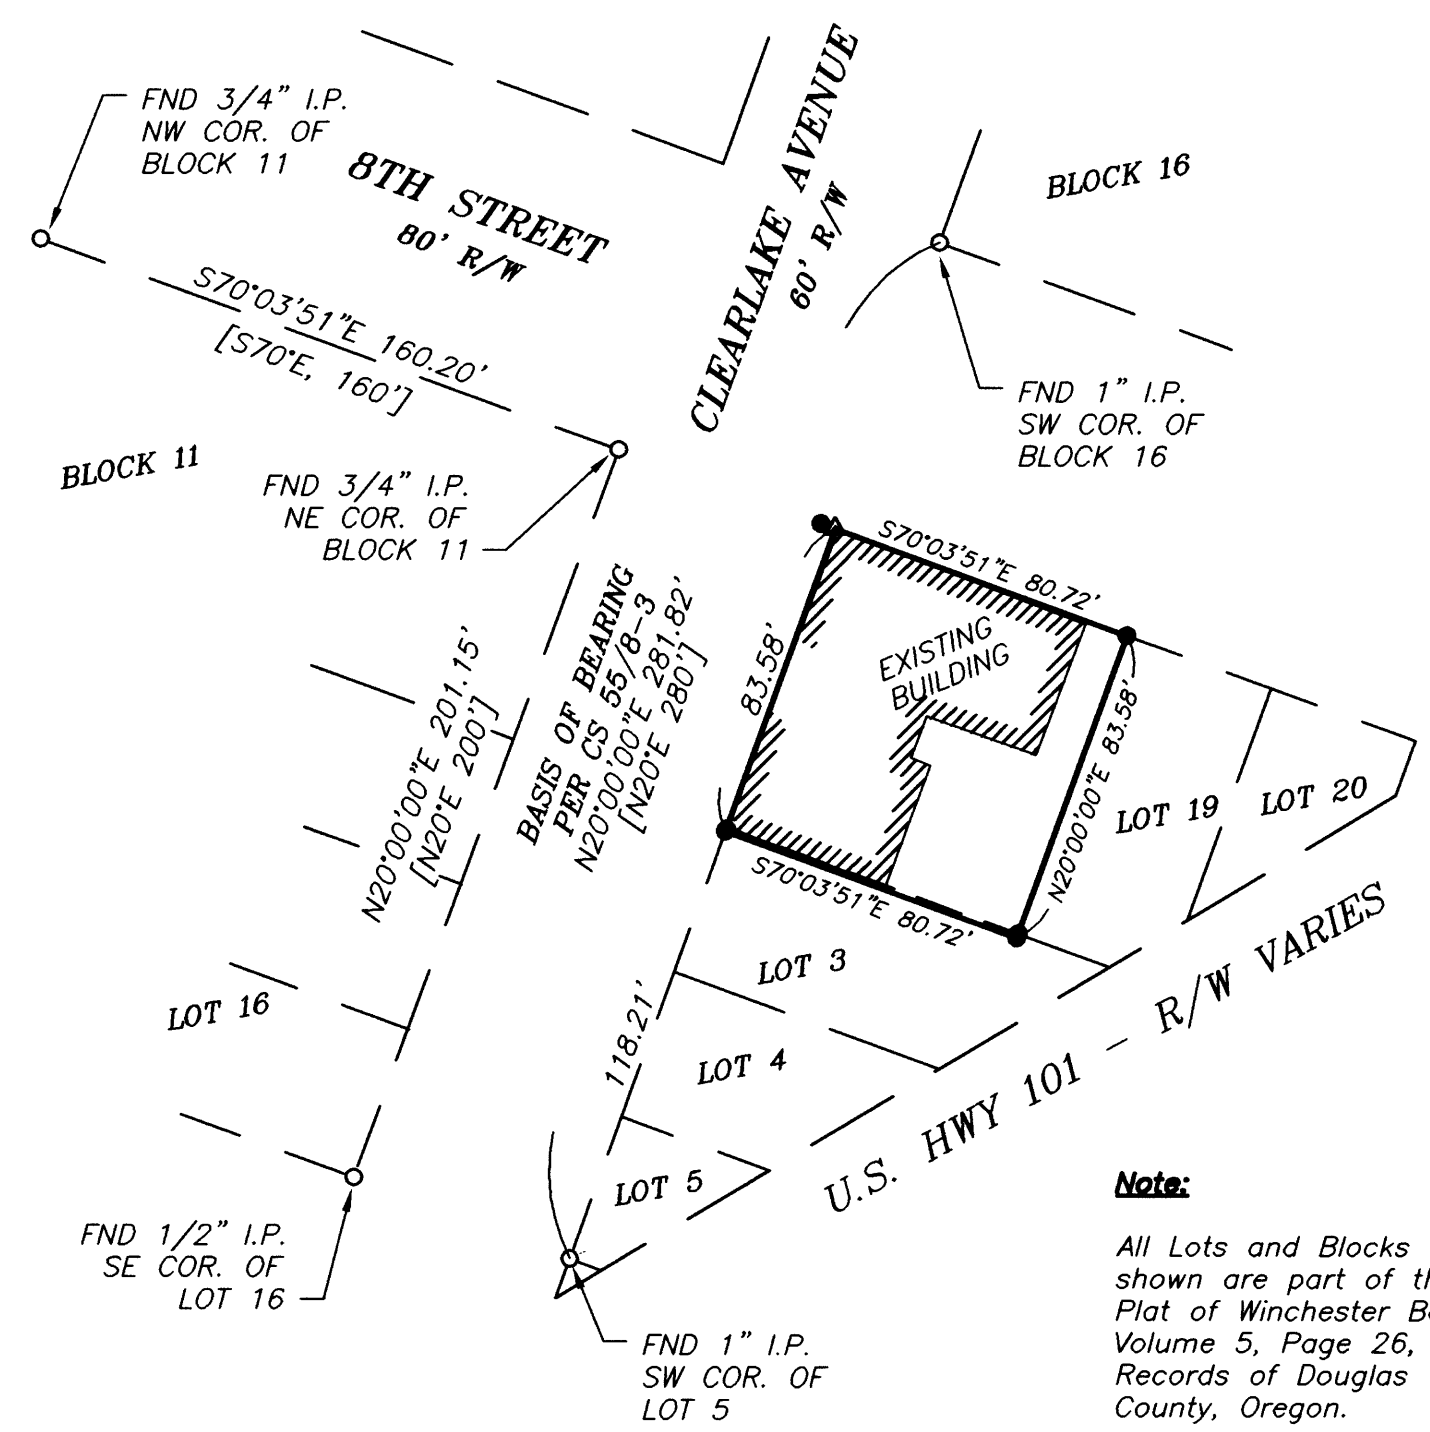 FND 3/4" I.P.
NW COR. OF
BLOCK 11
8TH STREET
80' R/W
CLEARLAKE AVENUE
60' R/W
BLOCK 16
S70°03'51"E 160.20'
[S70°E, 160']
FND 1" I.P.
SW COR. OF
BLOCK 16
BLOCK 11
FND 3/4" I.P.
NE COR. OF
BLOCK 11
S70°03'51"E 80.72'
BASIS OF BEARING
PER CS 55/8-3
N20°00'00"E 281.82'
[N20°E 280']
N20°00'00"E 201.15'
[N20°E 200']
83.58'
EXISTING
BUILDING
N20°00'00"E 83.58'
LOT 19
LOT 20
S70°03'51"E 80.72'
LOT 3
U.S. HWY 101 - R/W VARIES
LOT 16
118.21'
LOT 4
LOT 5
FND 1/2" I.P.
SE COR. OF
LOT 16
FND 1" I.P.
SW COR. OF
LOT 5
Note:
All Lots and Blocks
shown are part of
Plat of Winchester
Volume 5, Page 26,
Records of Douglas
County, Oregon.